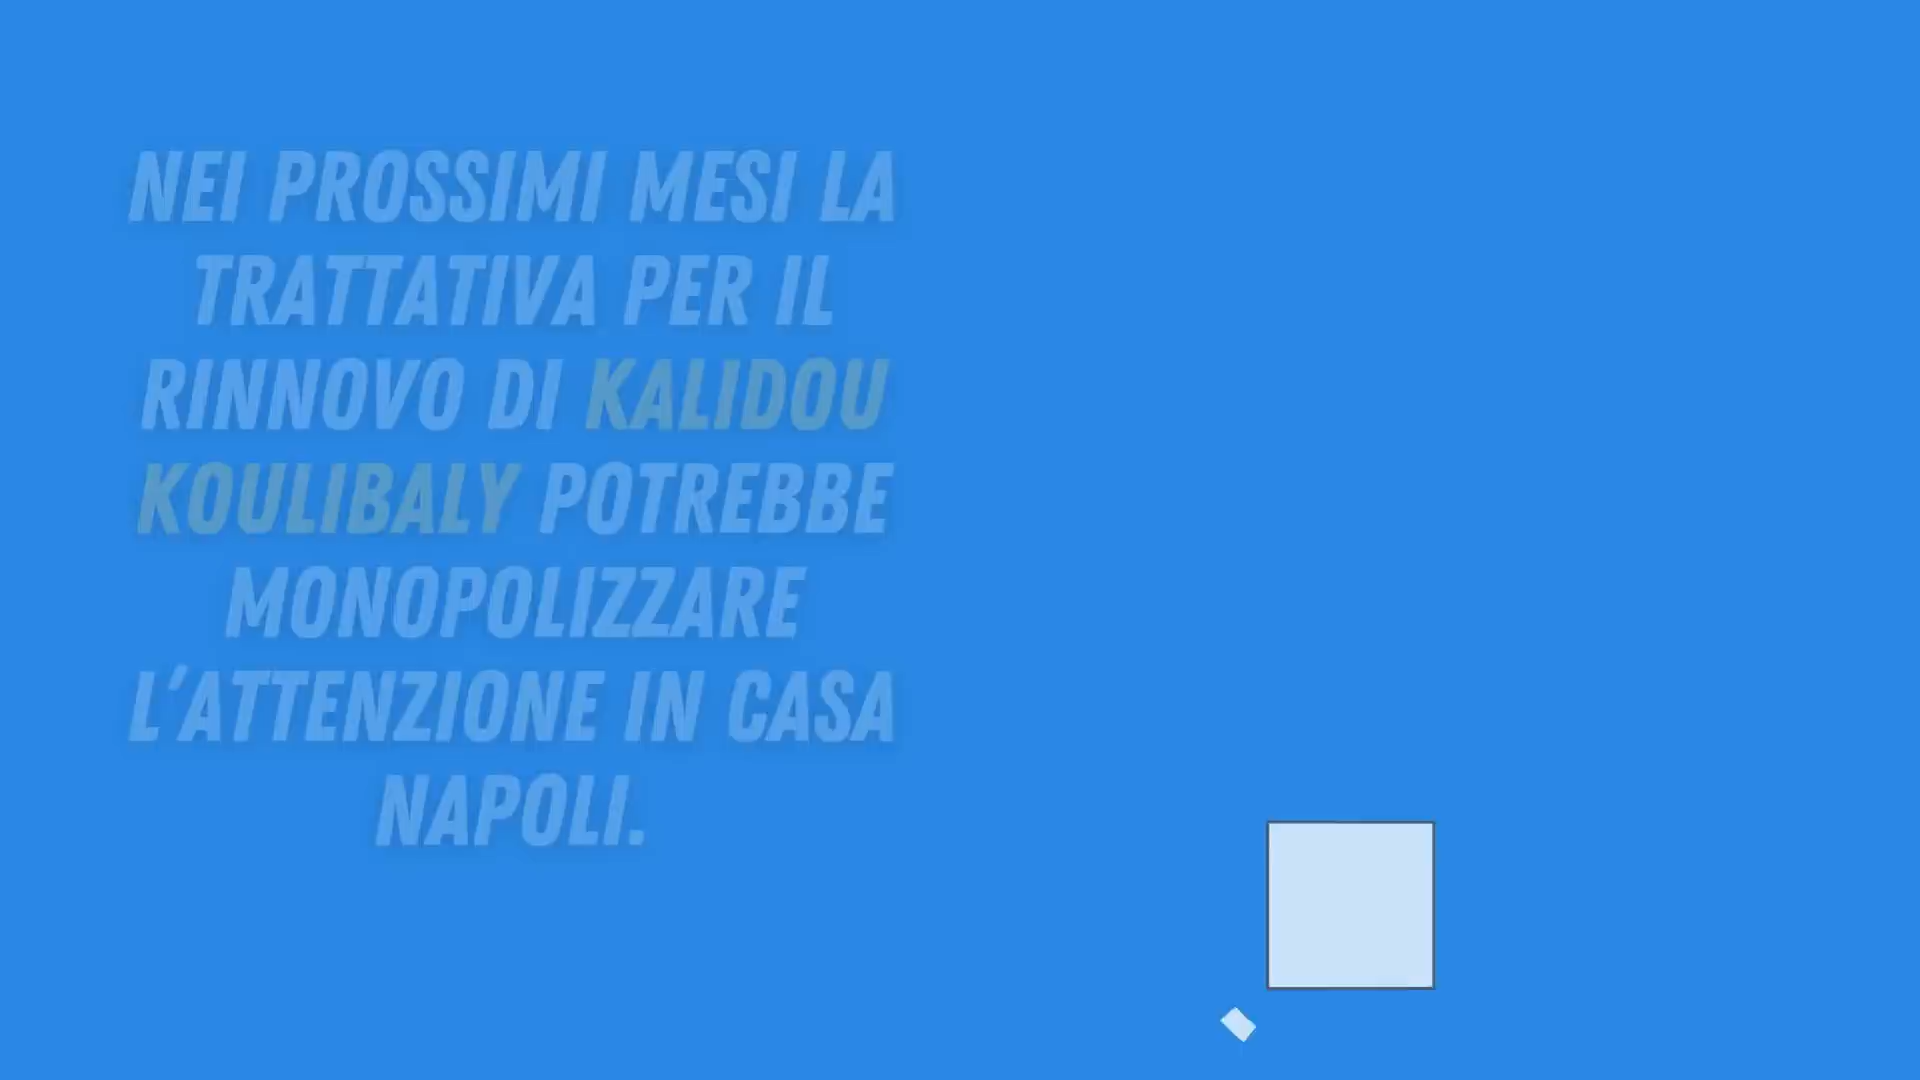 NEI PROSSIMI MESI LA
TRATTATIVA PER IL
RINNOVO DI KALIDOU
KOULIBALY POTREBBE
MONOPOLIZZARE
L'ATTENZIONE IN CASA
NAPOLI.